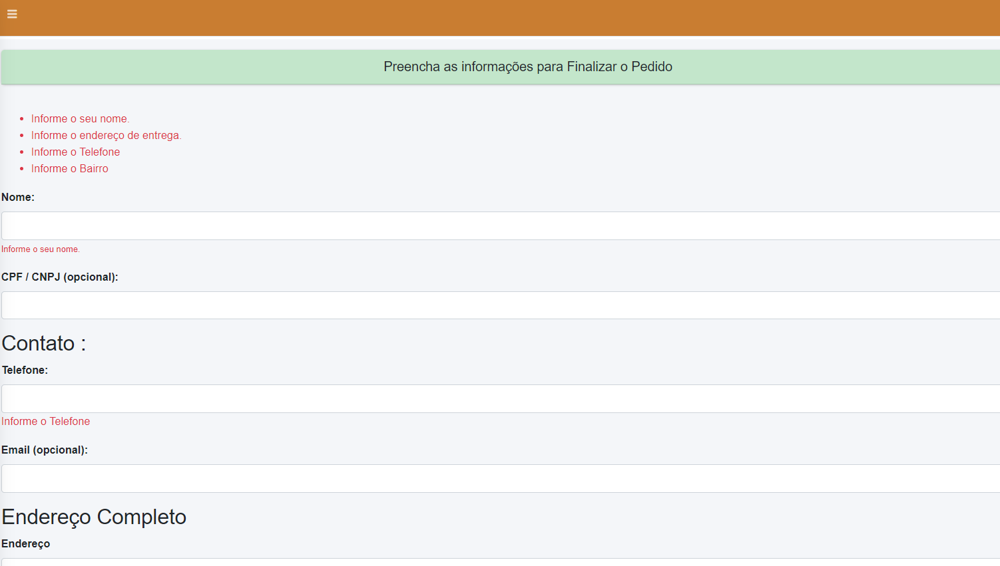 Preencha as informações para Finalizar o Pedido
Informe o seu nome.
Informe o endereço de entrega.
Informe o Telefone
Informe o Bairro
Nome:
Informe o seu nome.
CPF / CNPJ (opcional):
Contato :
Telefone:
Informe o Telefone
Email (opcional):
Endereço Completo
Endereço